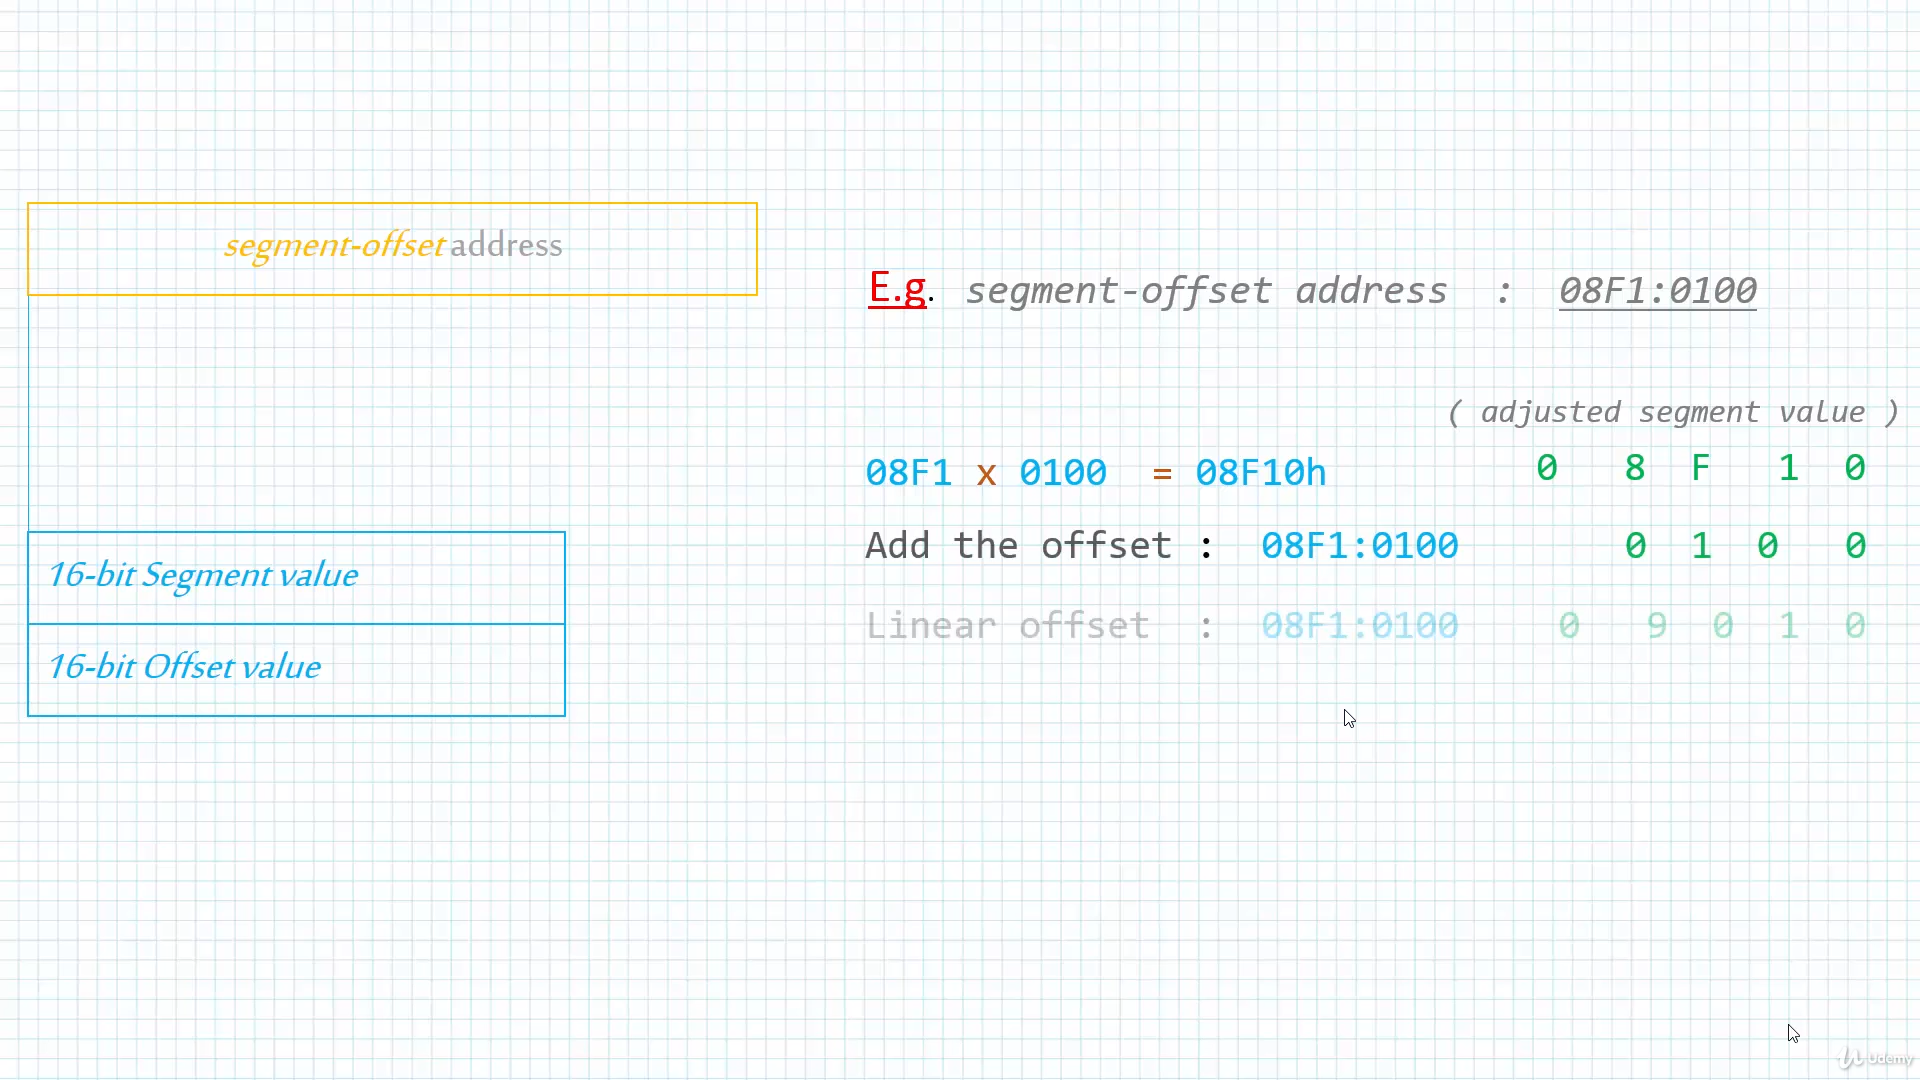 segment-offset address
E.g. segment-offset address : 08F1:0100
( adjusted segment value )
08F1 x 0100 = 08F10h 0 8 F 1 0
Add the offset : 08F1:0100 0 1 0 0
16-bit Segment value
Linear offset : 08F1:0100 0 9 0 1 0
16-bit Offset value
Udemy